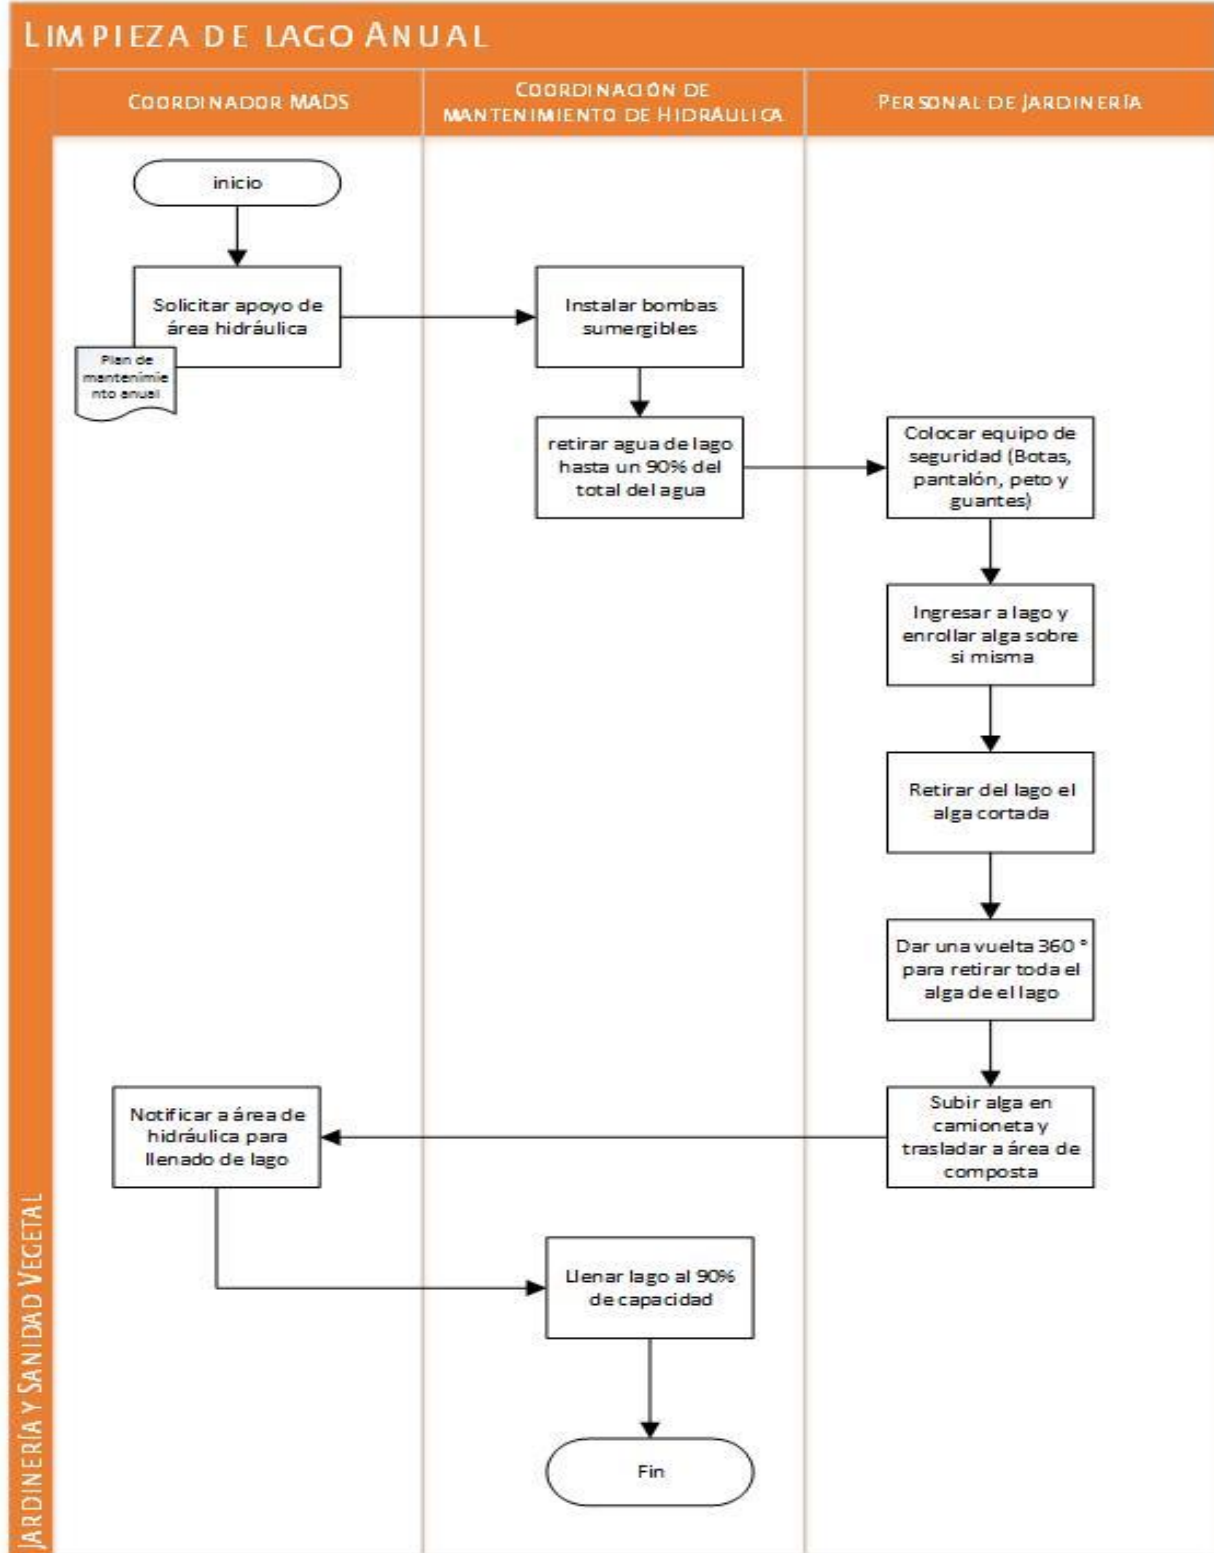 LIMPIEZA DE LAGO ANUAL
COORDINADOR MADS
COORDINACIÓN DE
MANTENIMIENTO DE HIDRÁULICA
PERSONAL DE JARDINERÍA
inicio
Solicitar apoyo de
área hidráulica
Plan de
mantenimie
nto anual
Instalar bombas
sumergibles
retirar agua de lago
hasta un 90% del
total del agua
Colocar equipo de
seguridad (Botas,
pantalón, peto y
guantes)
Ingresar a lago y
enrollar alga sobre
si misma
Retirar del lago el
alga cortada
Dar una vuelta 360 °
para retirar toda el
alga de el lago
Subir alga en
camioneta y
trasladar a área de
composta
Notificar a área de
hidráulica para
llenado de lago
Llenar lago al 90%
de capacidad
Fin
JARDINERÍA Y SANIDAD VEGETAL